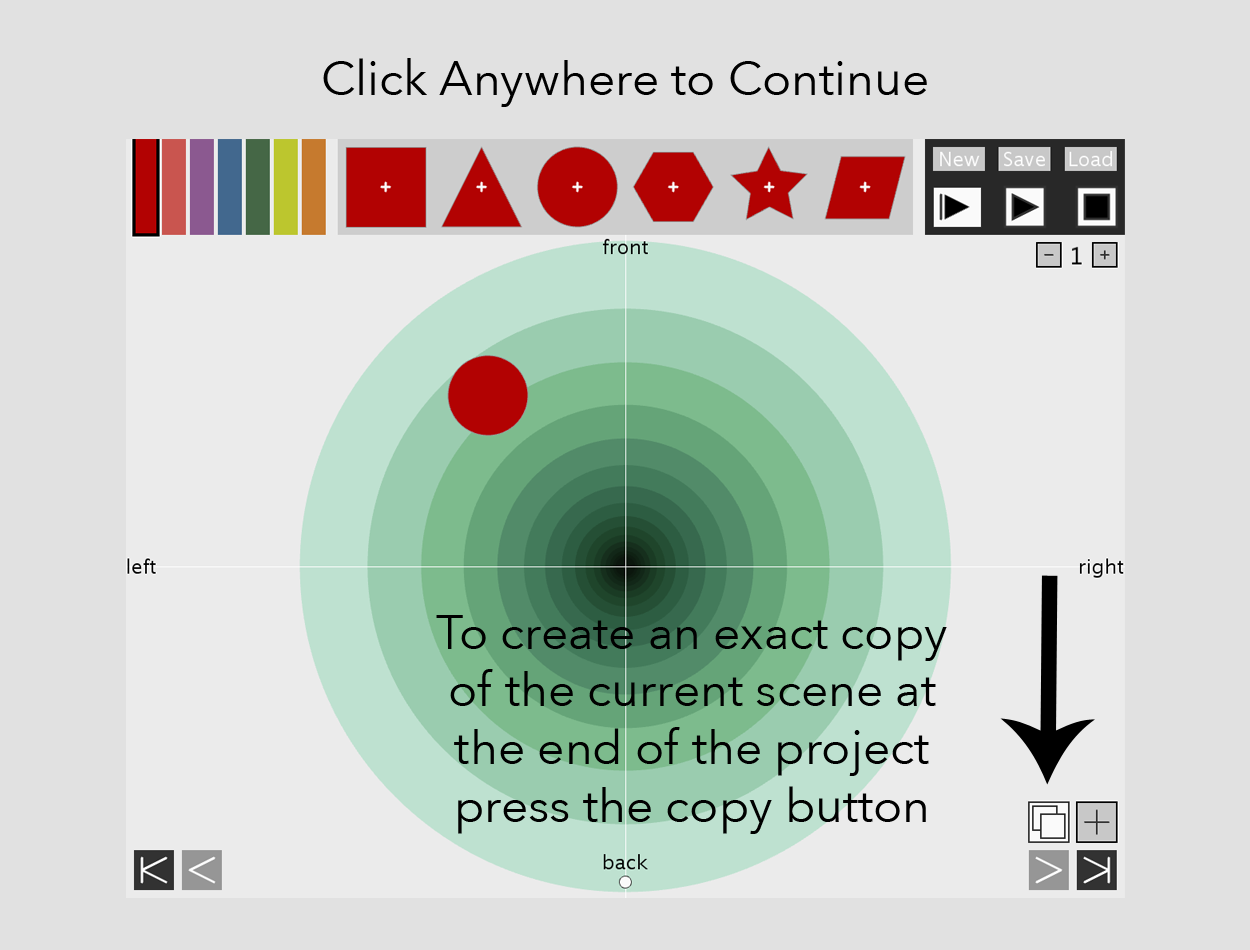 Click Anywhere to Continue
New Save Load
front
− 1 +
left
right
To create an exact copy
of the current scene at
the end of the project
press the copy button
back